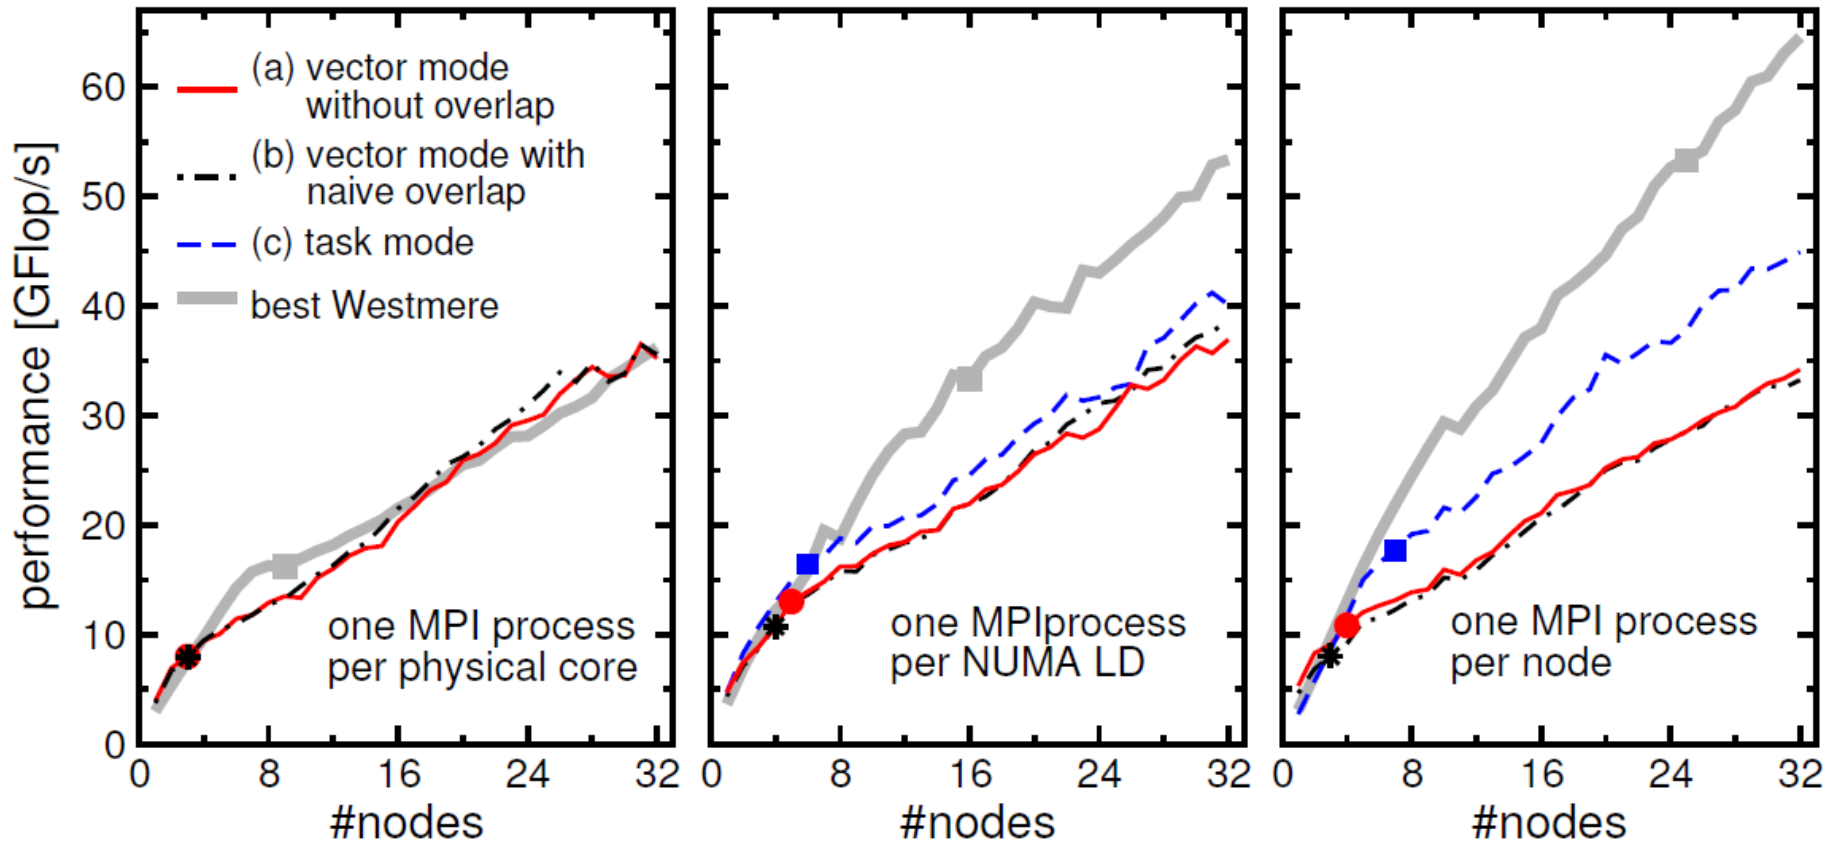 performance [GFlop/s]
60
50
40
30
20
10
0
(a) vector mode
without overlap
(b) vector mode with
naive overlap
(c) task mode
best Westmere
one MPI process
per physical core
0 8 16 24 32
#nodes
one MPIprocess
per NUMA LD
0 8 16 24 32
#nodes
one MPI process
per node
0 8 16 24 32
#nodes